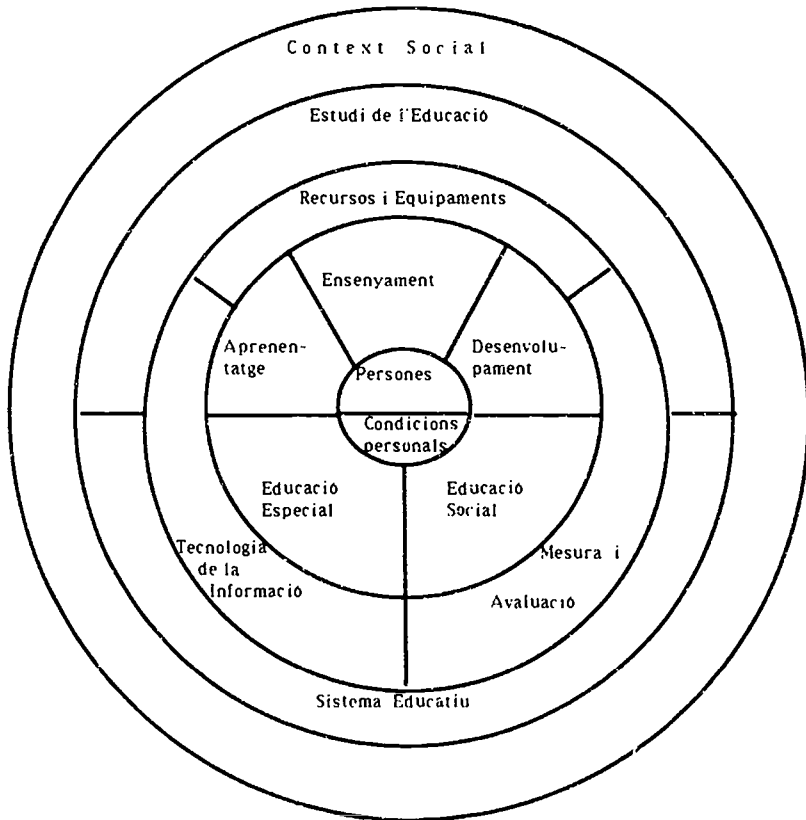 Context Social
Estudi de l'Educació
Recursos i Equipaments
Ensenyament
Aprenen-
tatge
Desenvolu-
pament
Persones
Condicions
personals
Educació
Especial
Educació
Social
Tecnologia
de la
Informació
Mesura i
Avaluació
Sistema Educatiu